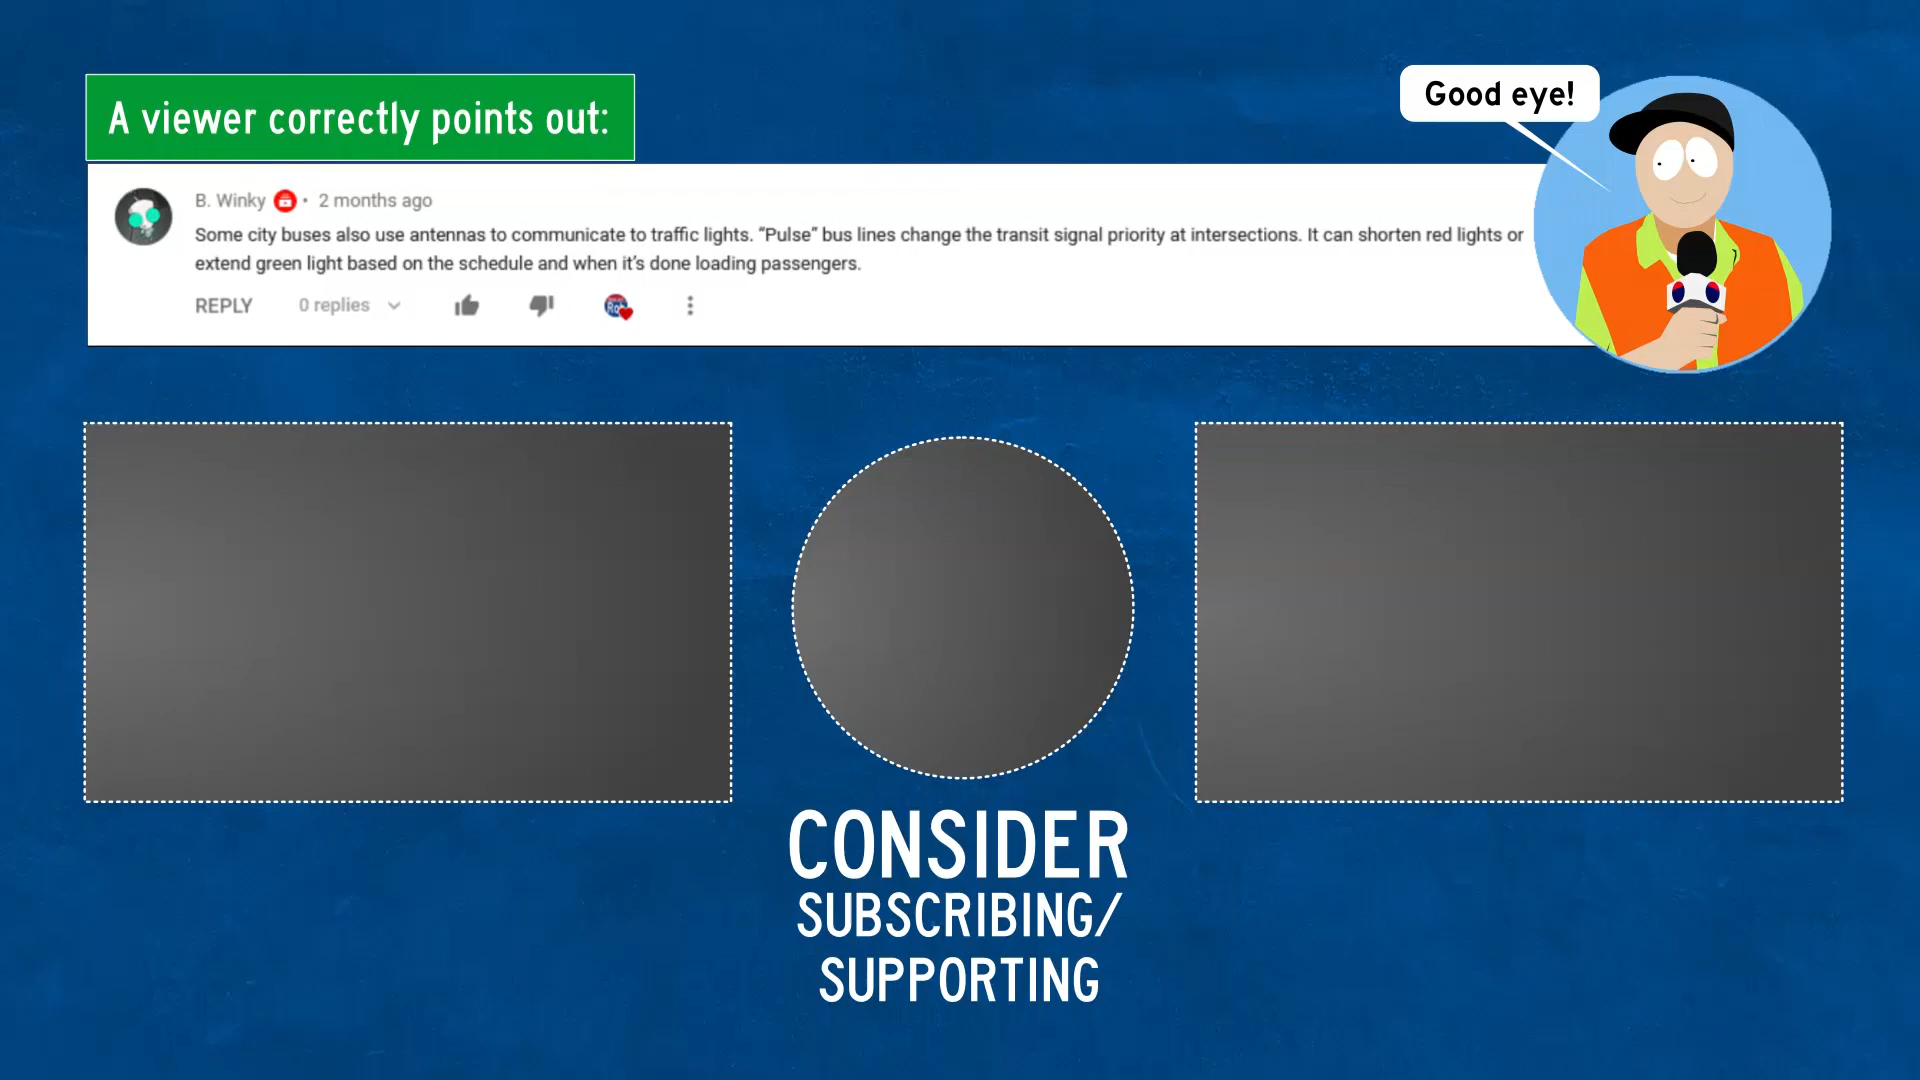 A viewer correctly points out:
Good eye!
B. Winky • 2 months ago
Some city buses also use antennas to communicate to traffic lights. “Pulse” bus lines change the transit signal priority at intersections. It can shorten red lights or
extend green light based on the schedule and when it’s done loading passengers.
REPLY 0 replies
CONSIDER
SUBSCRIBING/
SUPPORTING